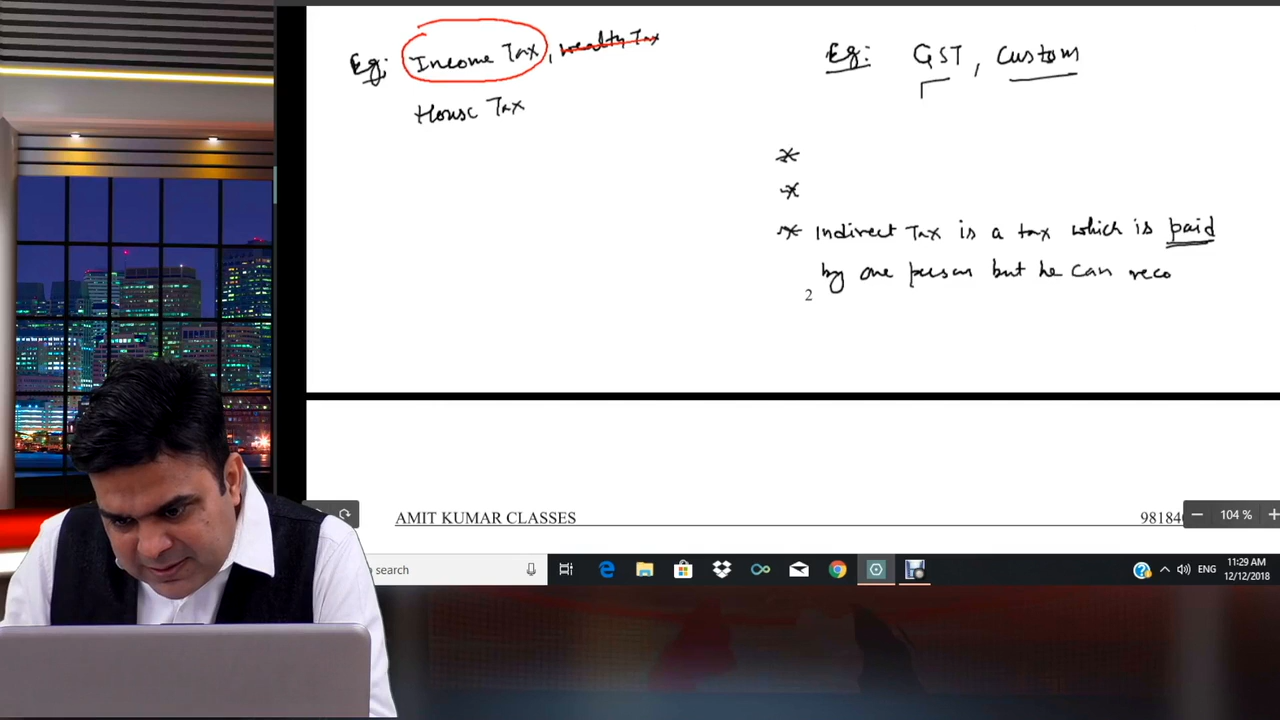 Eg: Income Tax, wealth Tax
House Tax
Eg: GST, Custom
* 
* 
* Indirect Tax is a tax which is paid
by one person but he can reco
2
AMIT KUMAR CLASSES
98184
104 %
search
ENG
11:29 AM
12/12/2018